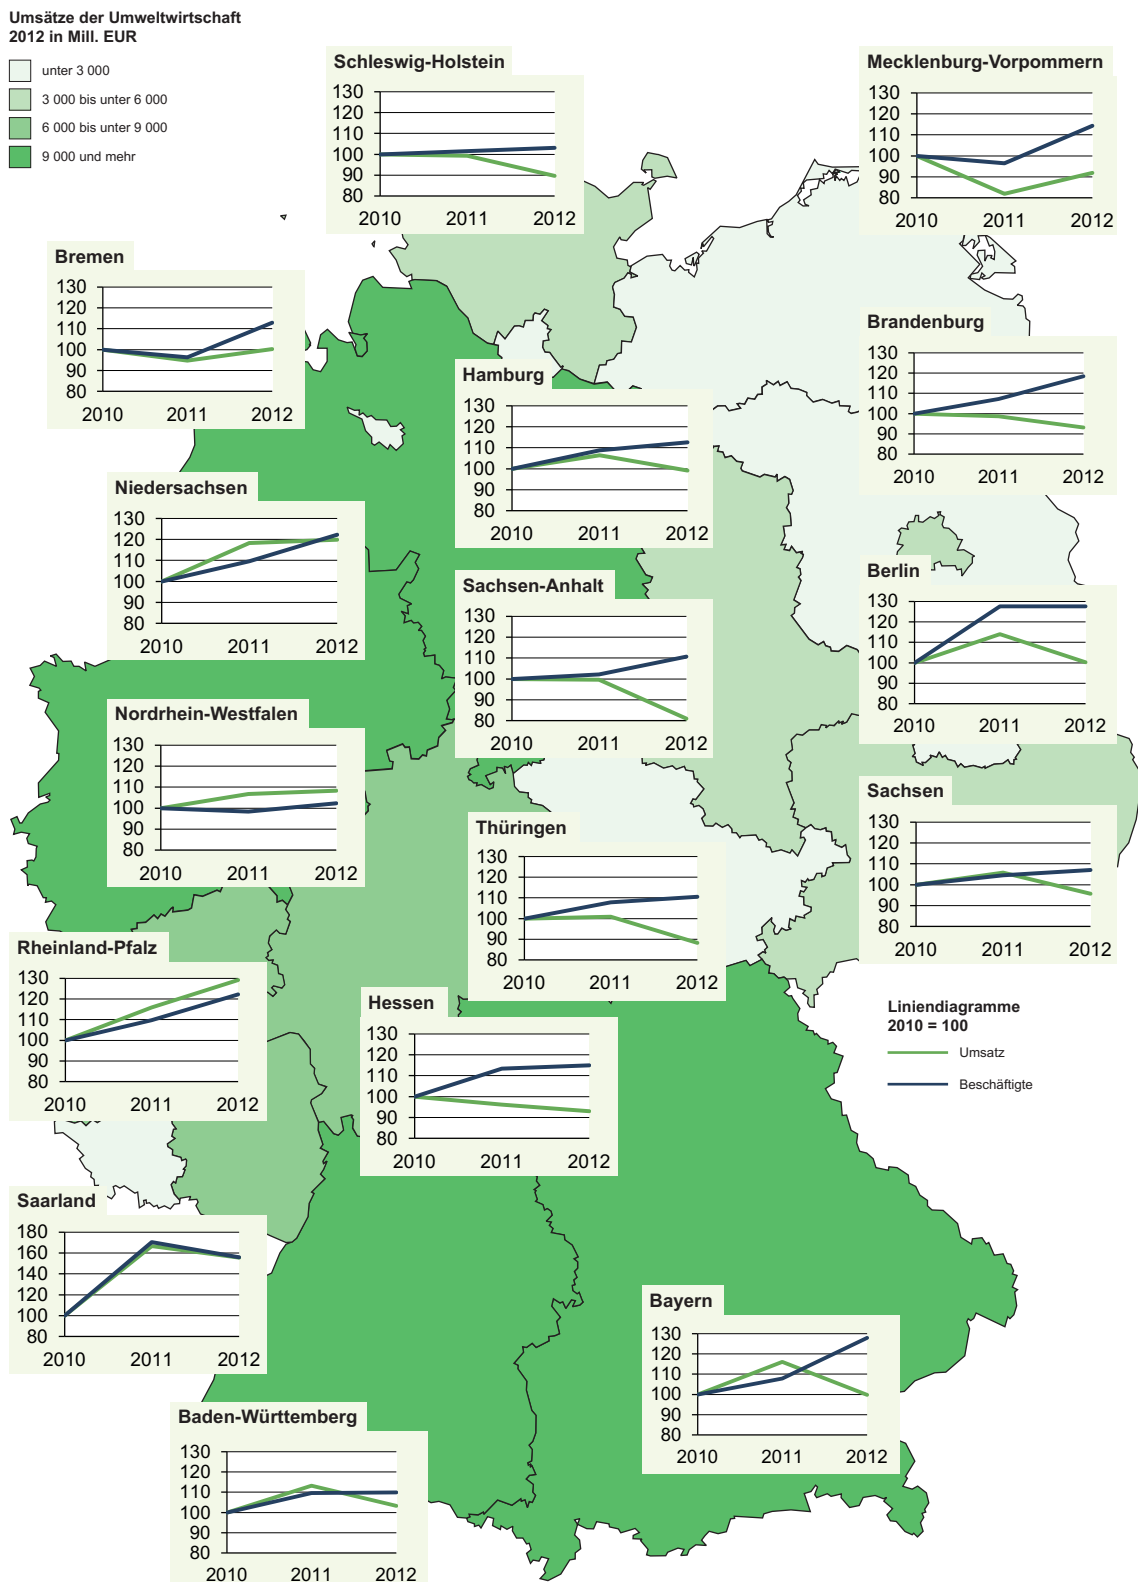 Umsätze der Umweltwirtschaft
2012 in Mill. EUR
unter 3 000
3 000 bis unter 6 000
6 000 bis unter 9 000
9 000 und mehr
Schleswig-Holstein
130
120
110
100
90
80
2010 2011 2012
Mecklenburg-Vorpommern
130
120
110
100
90
80
2010 2011 2012
Bremen
130
120
110
100
90
80
2010 2011 2012
Brandenburg
130
120
110
100
90
80
2010 2011 2012
Hamburg
130
120
110
100
90
80
2010 2011 2012
Niedersachsen
130
120
110
100
90
80
2010 2011 2012
Berlin
130
120
110
100
90
80
2010 2011 2012
Sachsen-Anhalt
130
120
110
100
90
80
2010 2011 2012
Nordrhein-Westfalen
130
120
110
100
90
80
2010 2011 2012
Sachsen
130
120
110
100
90
80
2010 2011 2012
Thüringen
130
120
110
100
90
80
2010 2011 2012
Rheinland-Pfalz
130
120
110
100
90
80
2010 2011 2012
Hessen
130
120
110
100
90
80
2010 2011 2012
Liniendiagramme
2010 = 100
Umsatz
Beschäftigte
Saarland
180
160
140
120
100
80
2010 2011 2012
Bayern
130
120
110
100
90
80
2010 2011 2012
Baden-Württemberg
130
120
110
100
90
80
2010 2011 2012